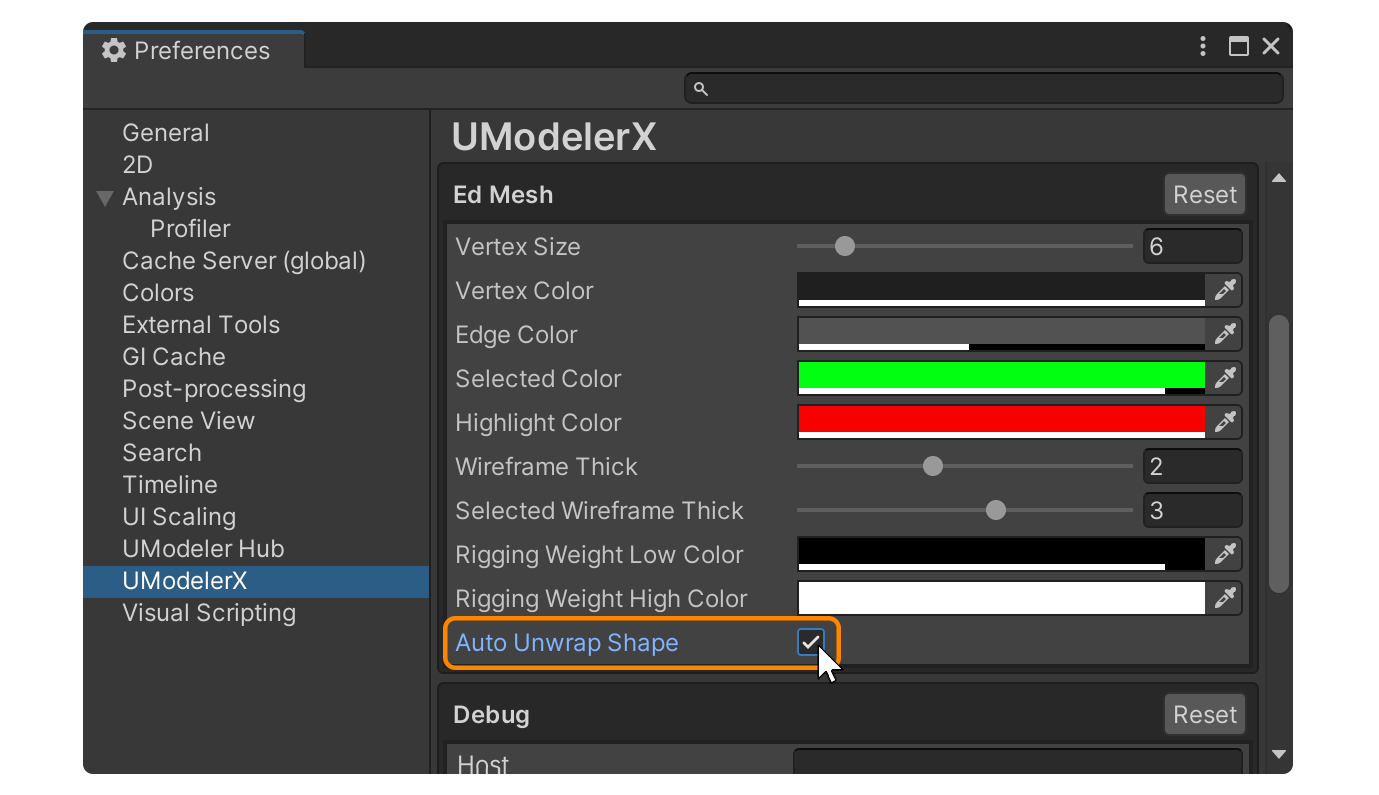 Preferences
General
2D
Analysis
Profiler
Cache Server (global)
Colors
External Tools
GI Cache
Post-processing
Scene View
Search
Timeline
UI Scaling
UModeler Hub
UModelerX
Visual Scripting
UModelerX
Ed Mesh Reset
Vertex Size 6
Vertex Color
Edge Color
Selected Color
Highlight Color
Wireframe Thick 2
Selected Wireframe Thick 3
Rigging Weight Low Color
Rigging Weight High Color
Auto Unwrap Shape
Debug Reset
Host